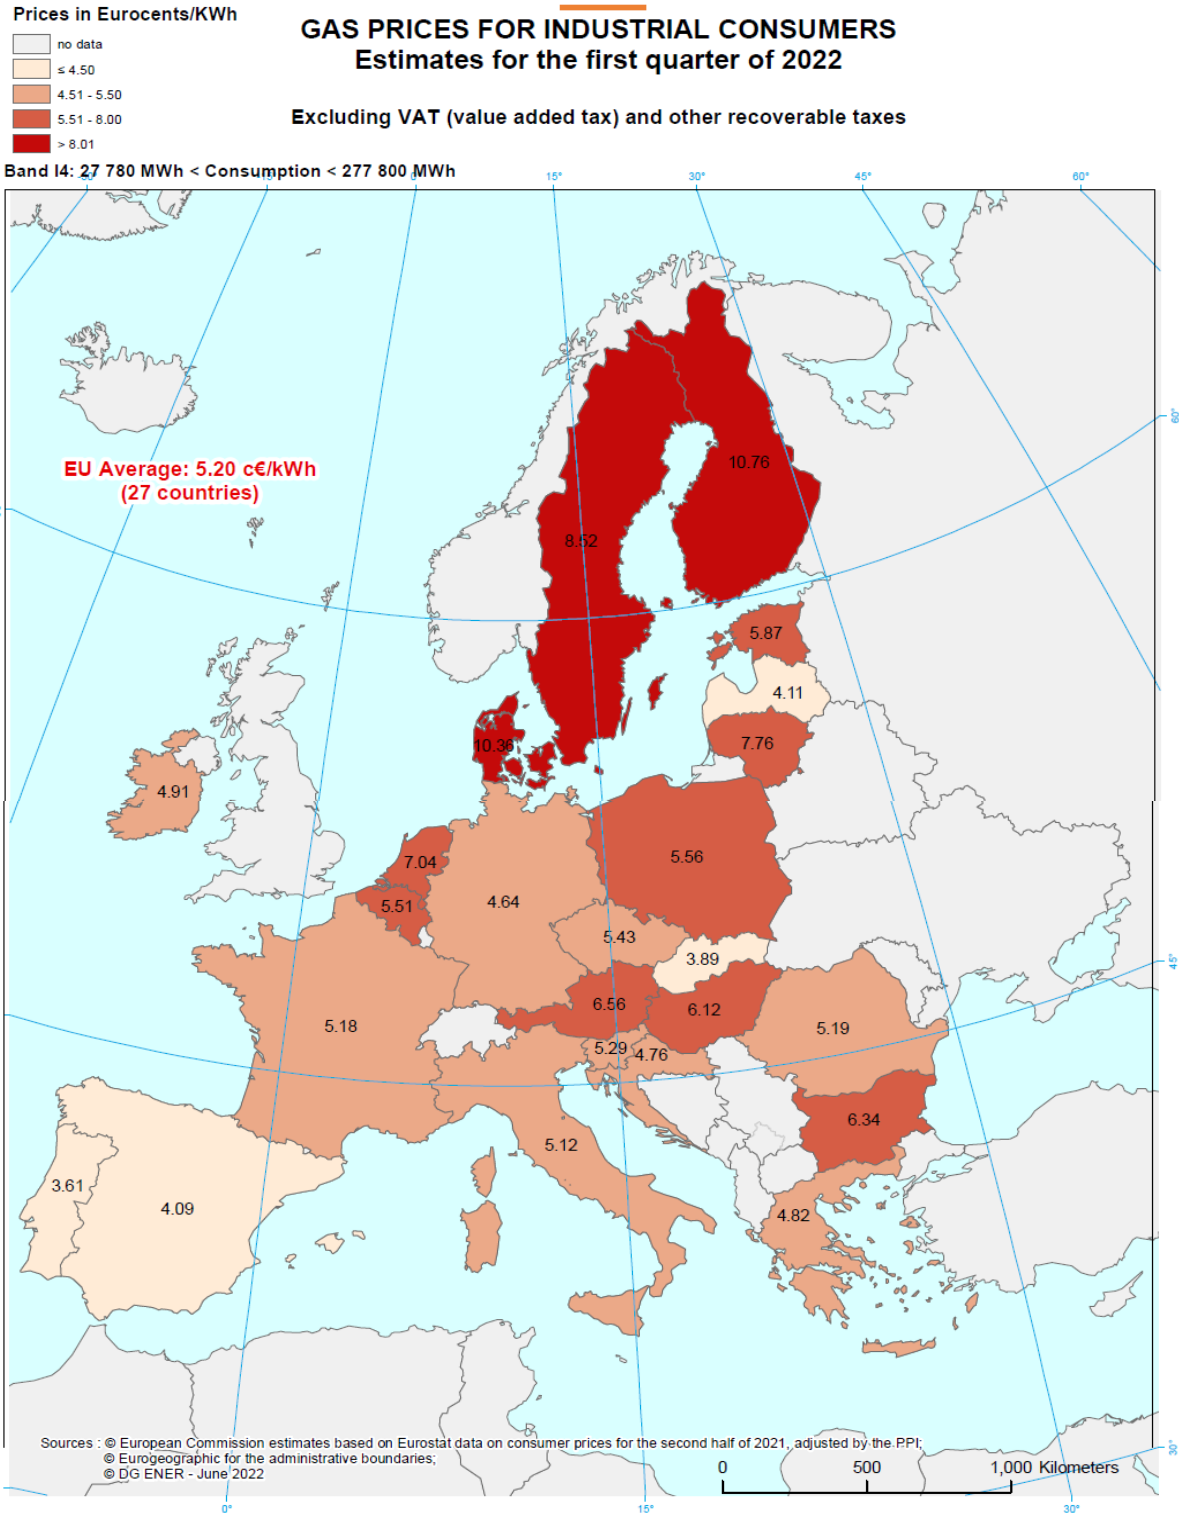 Prices in Eurocents/KWh
no data
≤ 4.50
4.51 - 5.50
5.51 - 8.00
> 8.01
GAS PRICES FOR INDUSTRIAL CONSUMERS
Estimates for the first quarter of 2022
Excluding VAT (value added tax) and other recoverable taxes
Band I4: 27 780 MWh < Consumption < 277 800 MWh
15°
30°
45°
60°
60°
EU Average: 5.20 c€/kWh
(27 countries)
10.76
8.52
5.87
4.11
7.76
10.36
4.91
7.04
5.56
5.51
4.64
5.43
3.89
45°
6.56
6.12
5.18
5.19
5.29
4.76
6.34
5.12
3.61
4.09
4.82
Sources : © European Commission estimates based on Eurostat data on consumer prices for the second half of 2021, adjusted by the PPI;
© Eurogeographic for the administrative boundaries;
© DG ENER - June 2022
30°
0
500
1,000 Kilometers
0°
15°
30°